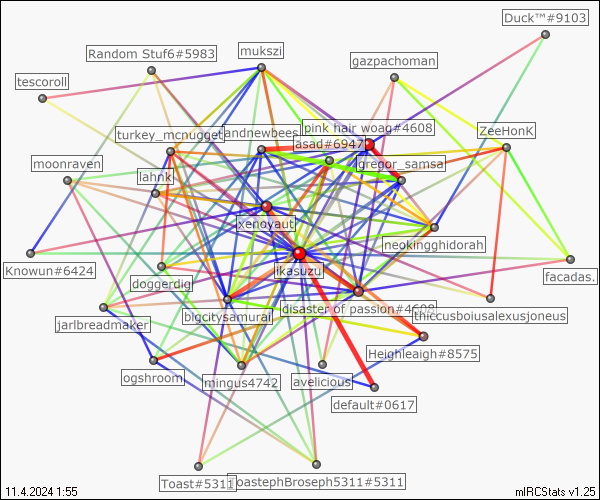 Duck™#9103
mukszi
Random Stuf6#5983
gazpachoman
tescoroll
pink hair woag#4608
turkey_mcnugget
andnewbees
ZeeHonK
asad#6947
moonraven
gregor_samsa
lahnk
xenoyaut
neokingghidorah
Knowun#6424
ikasuzu
facadas.
doggerdigl
disaster of passion#4608
bigcitysamurai
thiccusboiusalexusjoneus
jarlbreadmaker
Heighleigh#8575
ogshroom
mingus4742
avelicious
default#0617
Toast#5311
ToastephBroseph5311#5311
11.4.2024 1:55
mIRCStats v1.25